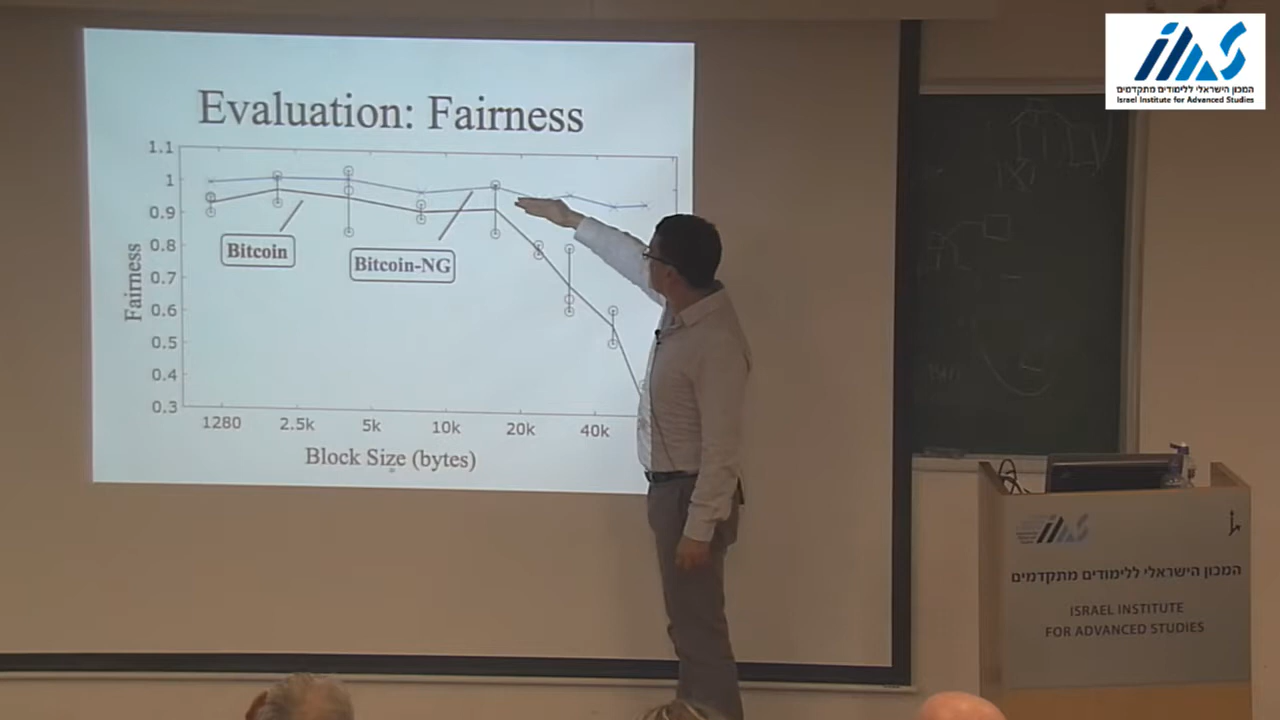 Evaluation: Fairness
1.1
1
0.9
0.8
0.7
0.6
0.5
0.4
0.3
Fairness
Bitcoin
Bitcoin-NG
1280 2.5k 5k 10k 20k 40k
Block Size (bytes)
המכון הישראלי ללימודים מתקדמים
Israel Institute for Advanced Studies
המכון הישראלי ללימודים מתקדמים
ISRAEL INSTITUTE
FOR ADVANCED STUDIES